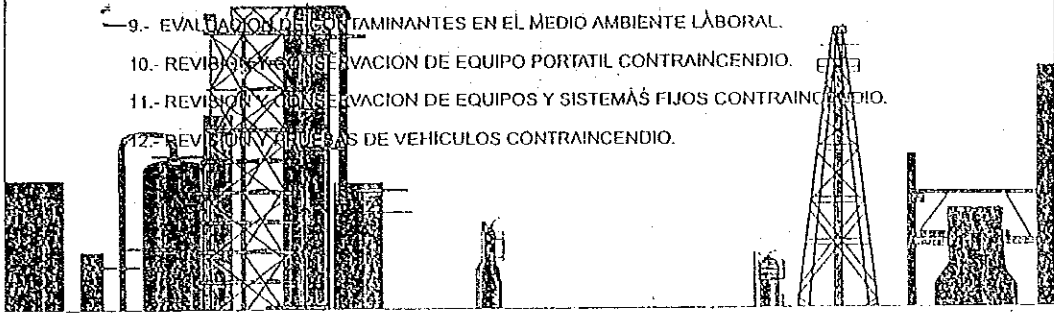 9.- EVALUACION DE CONTAMINANTES EN EL MEDIO AMBIENTE LABORAL.
10.- REVISION Y CONSERVACION DE EQUIPO PORTATIL CONTRAINCENDIO.
11.- REVISION Y CONSERVACION DE EQUIPOS Y SISTEMAS FIJOS CONTRAINCENDIO.
12.- REVISION Y PRUEBAS DE VEHICULOS CONTRAINCENDIO.